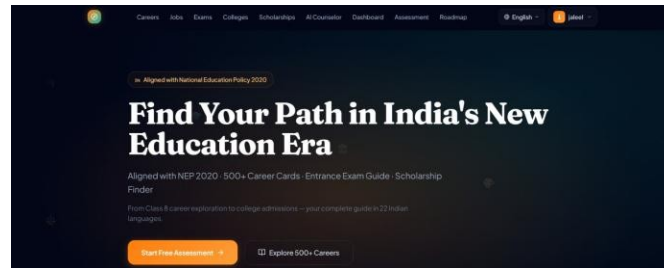 Careers Jobs Exams Colleges Scholarships AI Counselor Dashboard Assessment Roadmap English j jaleel
IN Aligned with National Education Policy 2020
Find Your Path in India's New
Education Era
Aligned with NEP 2020 · 500+ Career Cards · Entrance Exam Guide · Scholarship
Finder
From Class 8 career exploration to college admissions — your complete guide in 22 Indian
languages.
Start Free Assessment → Explore 500+ Careers